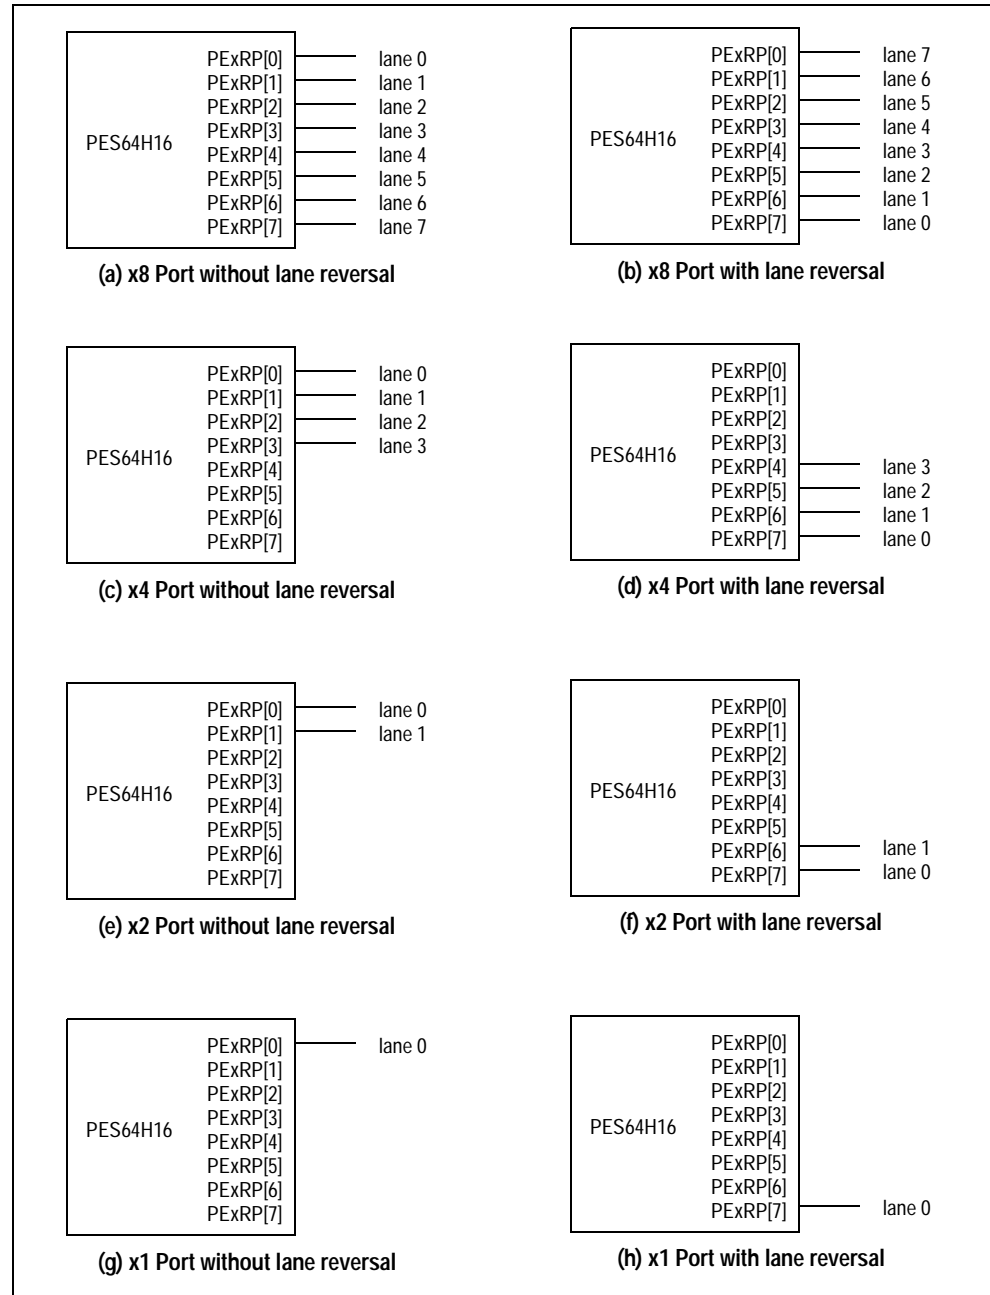 PExRP[0] lane 0
PExRP[1] lane 1
PExRP[2] lane 2
PExRP[3] lane 3
PES64H16
PExRP[4] lane 4
PExRP[5] lane 5
PExRP[6] lane 6
PExRP[7] lane 7
(a) x8 Port without lane reversal
PExRP[0] lane 7
PExRP[1] lane 6
PExRP[2] lane 5
PExRP[3] lane 4
PES64H16
PExRP[4] lane 3
PExRP[5] lane 2
PExRP[6] lane 1
PExRP[7] lane 0
(b) x8 Port with lane reversal
PExRP[0] lane 0
PExRP[1] lane 1
PExRP[2] lane 2
PExRP[3] lane 3
PES64H16
PExRP[4]
PExRP[5]
PExRP[6]
PExRP[7]
(c) x4 Port without lane reversal
PExRP[0]
PExRP[1]
PExRP[2]
PExRP[3]
PES64H16
PExRP[4] lane 3
PExRP[5] lane 2
PExRP[6] lane 1
PExRP[7] lane 0
(d) x4 Port with lane reversal
PExRP[0] lane 0
PExRP[1] lane 1
PExRP[2]
PExRP[3]
PES64H16
PExRP[4]
PExRP[5]
PExRP[6]
PExRP[7]
(e) x2 Port without lane reversal
PExRP[0]
PExRP[1]
PExRP[2]
PExRP[3]
PES64H16
PExRP[4]
PExRP[5]
PExRP[6] lane 1
PExRP[7] lane 0
(f) x2 Port with lane reversal
PExRP[0] lane 0
PExRP[1]
PExRP[2]
PExRP[3]
PES64H16
PExRP[4]
PExRP[5]
PExRP[6]
PExRP[7]
(g) x1 Port without lane reversal
PExRP[0]
PExRP[1]
PExRP[2]
PExRP[3]
PES64H16
PExRP[4]
PExRP[5]
PExRP[6]
PExRP[7] lane 0
(h) x1 Port with lane reversal